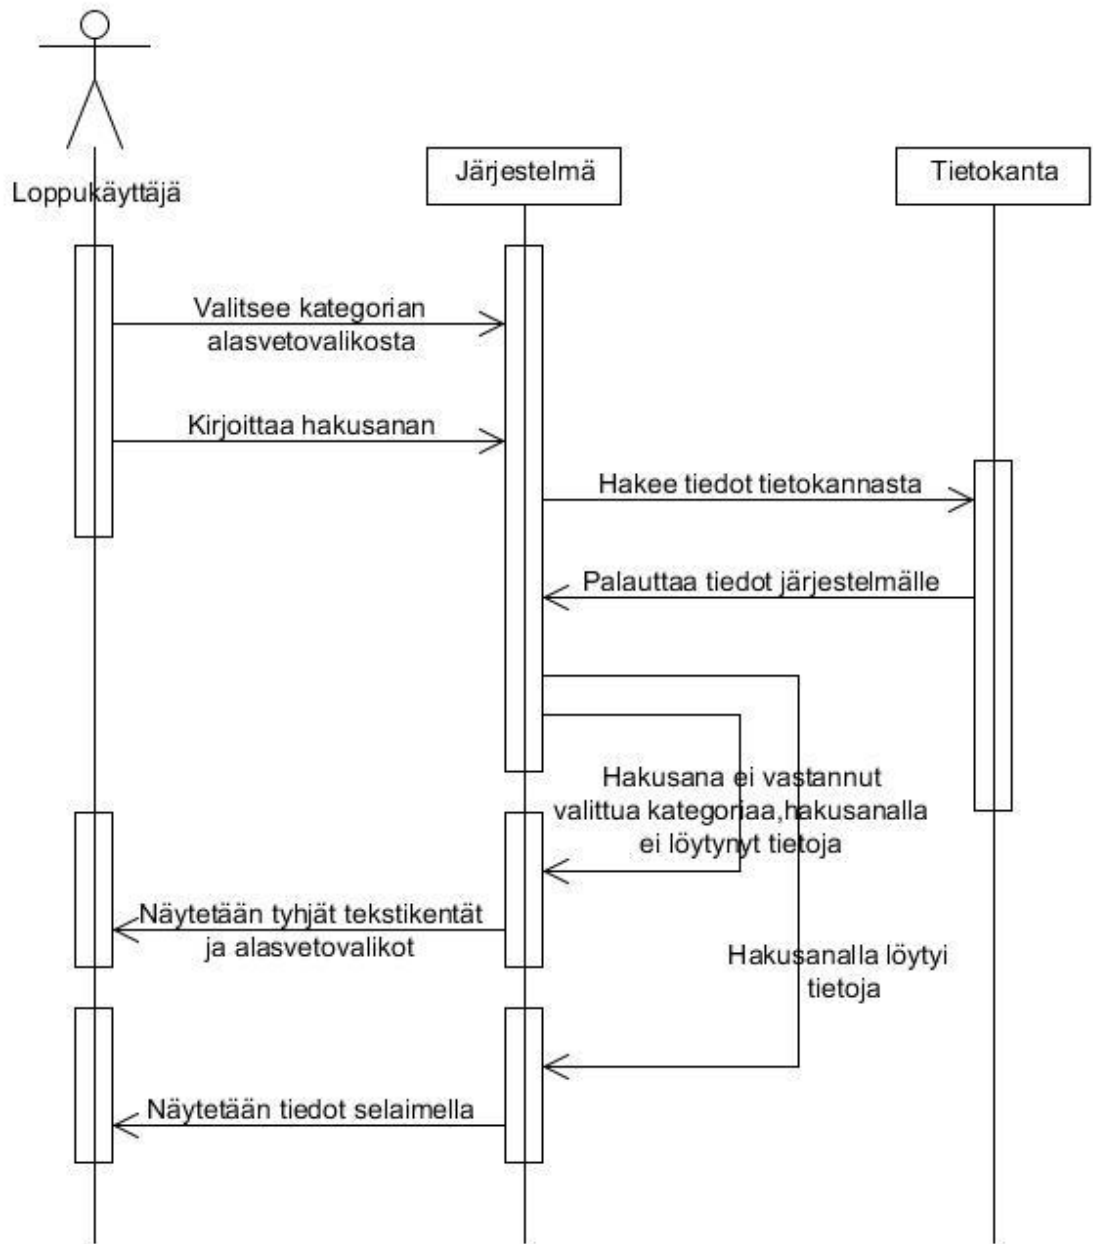 Loppukäyttäjä
Järjestelmä
Tietokanta
Valitsee kategorian
alasvetovalikosta
Kirjoittaa hakusanan
Hakee tiedot tietokannasta
Palauttaa tiedot järjestelmälle
Hakusana ei vastannut
valittua kategoriaa,hakusanalla
ei löytynyt tietoja
Näytetään tyhjät tekstikentät
ja alasvetovalikot
Hakusanalla löytyi
tietoja
Näytetään tiedot selaimella